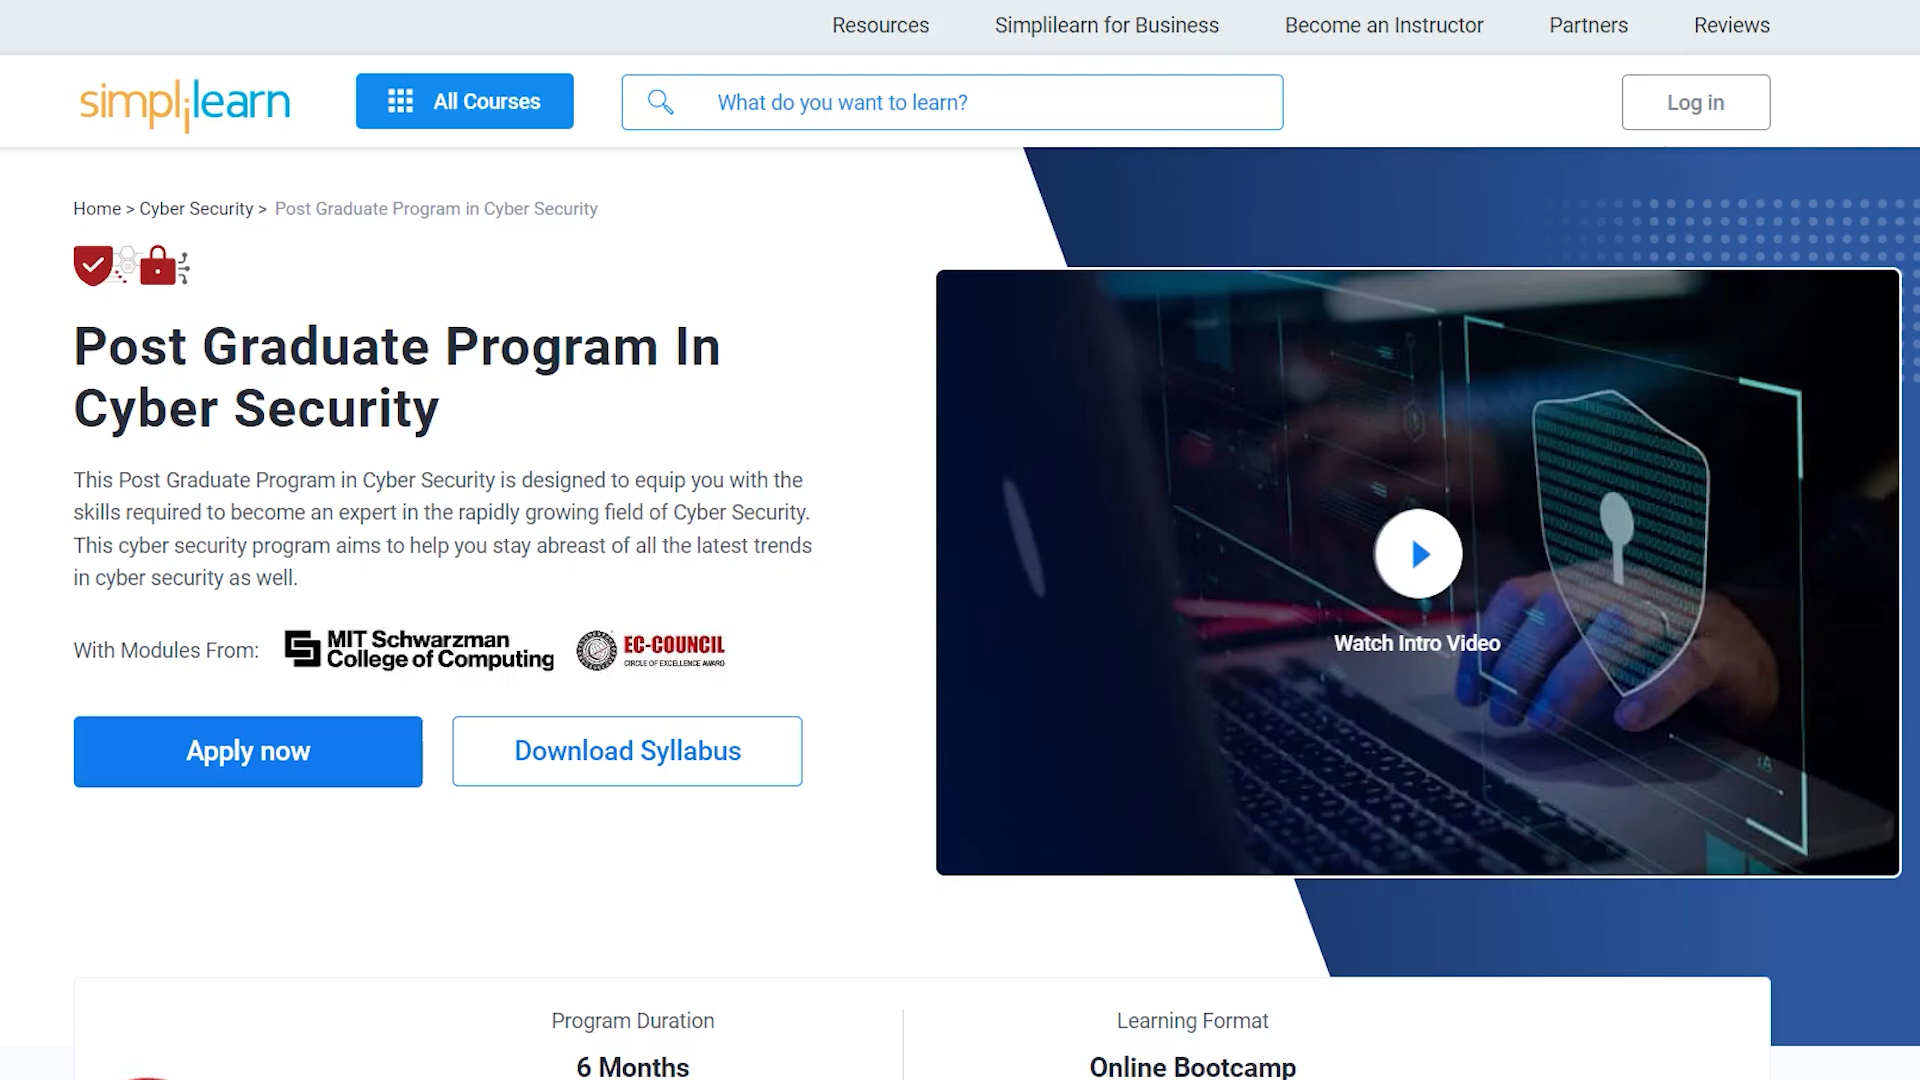 Resources Simplilearn for Business Become an Instructor Partners Reviews
simplilearn All Courses What do you want to learn? Log in
Home > Cyber Security > Post Graduate Program in Cyber Security
Post Graduate Program In
Cyber Security
This Post Graduate Program in Cyber Security is designed to equip you with the
skills required to become an expert in the rapidly growing field of Cyber Security.
This cyber security program aims to help you stay abreast of all the latest trends
in cyber security as well.
With Modules From:
MIT Schwarzman
College of Computing
EC-COUNCIL
CIRCLE OF EXCELLENCE AWARD
Apply now Download Syllabus
Watch Intro Video
Program Duration
6 Months
Learning Format
Online Bootcamp